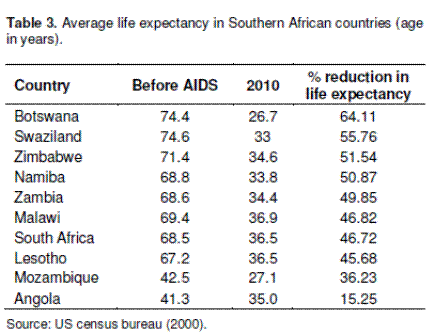 Table 3. Average life expectancy in Southern African countries (age
in years).
Country Before AIDS 2010 % reduction in
life expectancy
Botswana 74.4 26.7 64.11
Swaziland 74.6 33 55.76
Zimbabwe 71.4 34.6 51.54
Namiba 68.8 33.8 50.87
Zambia 68.6 34.4 49.85
Malawi 69.4 36.9 46.82
South Africa 68.5 36.5 46.72
Lesotho 67.2 36.5 45.68
Mozambique 42.5 27.1 36.23
Angola 41.3 35.0 15.25
Source: US census bureau (2000).